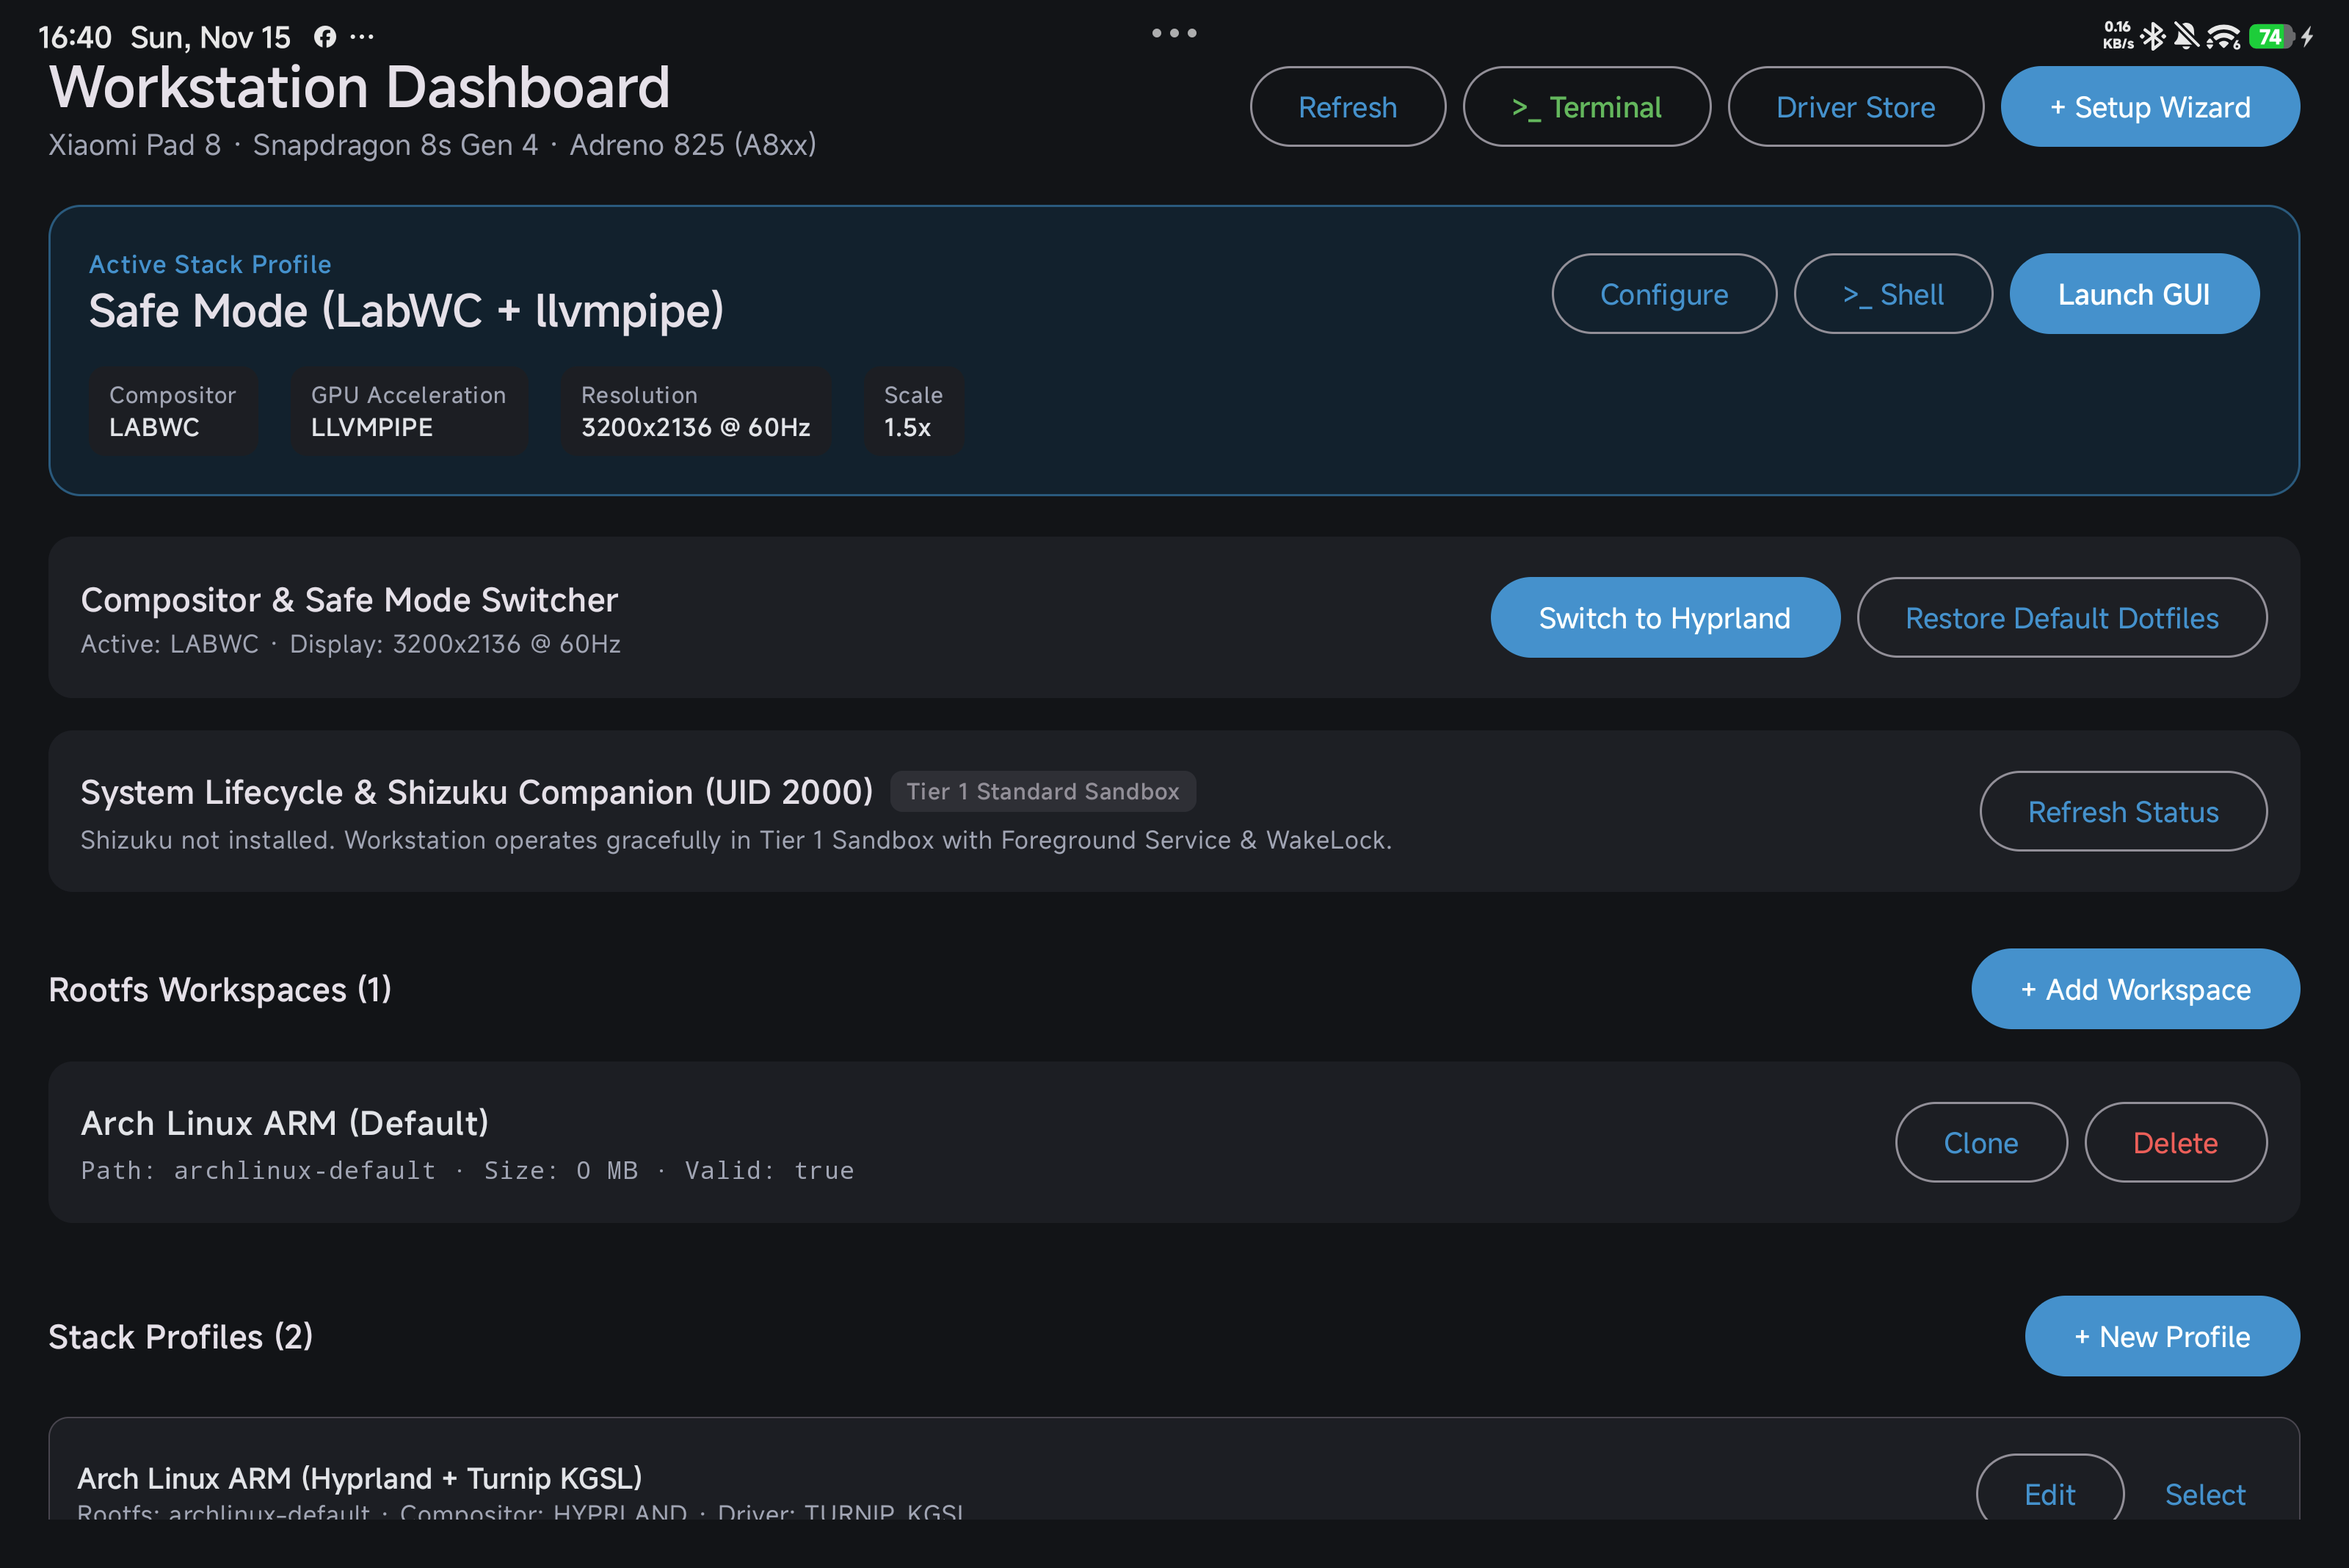 16:40 Sun, Nov 15 ...
0.16 KB/s 6 74
Workstation Dashboard
Xiaomi Pad 8 · Snapdragon 8s Gen 4 · Adreno 825 (A8xx)
Refresh
>_ Terminal
Driver Store
+ Setup Wizard
Active Stack Profile
Safe Mode (LabWC + llvmpipe)
Configure
>_ Shell
Launch GUI
Compositor
LABWC
GPU Acceleration
LLVMPIPE
Resolution
3200x2136 @ 60Hz
Scale
1.5x
Compositor & Safe Mode Switcher
Active: LABWC · Display: 3200x2136 @ 60Hz
Switch to Hyprland
Restore Default Dotfiles
System Lifecycle & Shizuku Companion (UID 2000)
Tier 1 Standard Sandbox
Shizuku not installed. Workstation operates gracefully in Tier 1 Sandbox with Foreground Service & WakeLock.
Refresh Status
Rootfs Workspaces (1)
+ Add Workspace
Arch Linux ARM (Default)
Path: archlinux-default · Size: 0 MB · Valid: true
Clone
Delete
Stack Profiles (2)
+ New Profile
Arch Linux ARM (Hyprland + Turnip KGSL)
Rootfs: archlinux-default · Compositor: HYPRLAND · Driver: TURNIP_KGSL
Edit
Select